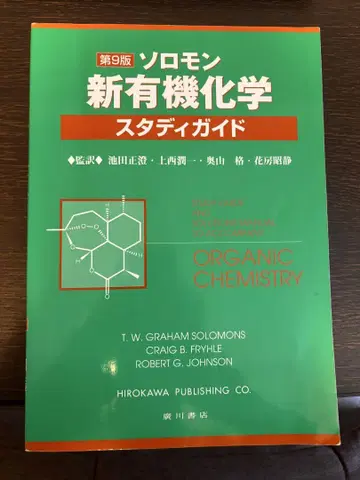 第9版 ソロモン
新有機化学
スタディガイド
◆監訳◆ 池田正澄・上西潤一・奥山 格・花房昭静
ORGANIC
CHEMISTRY
T. W. GRAHAM SOLOMONS
CRAIG B. FRYHLE
ROBERT G. JOHNSON
HIROKAWA PUBLISHING CO.
廣川書店